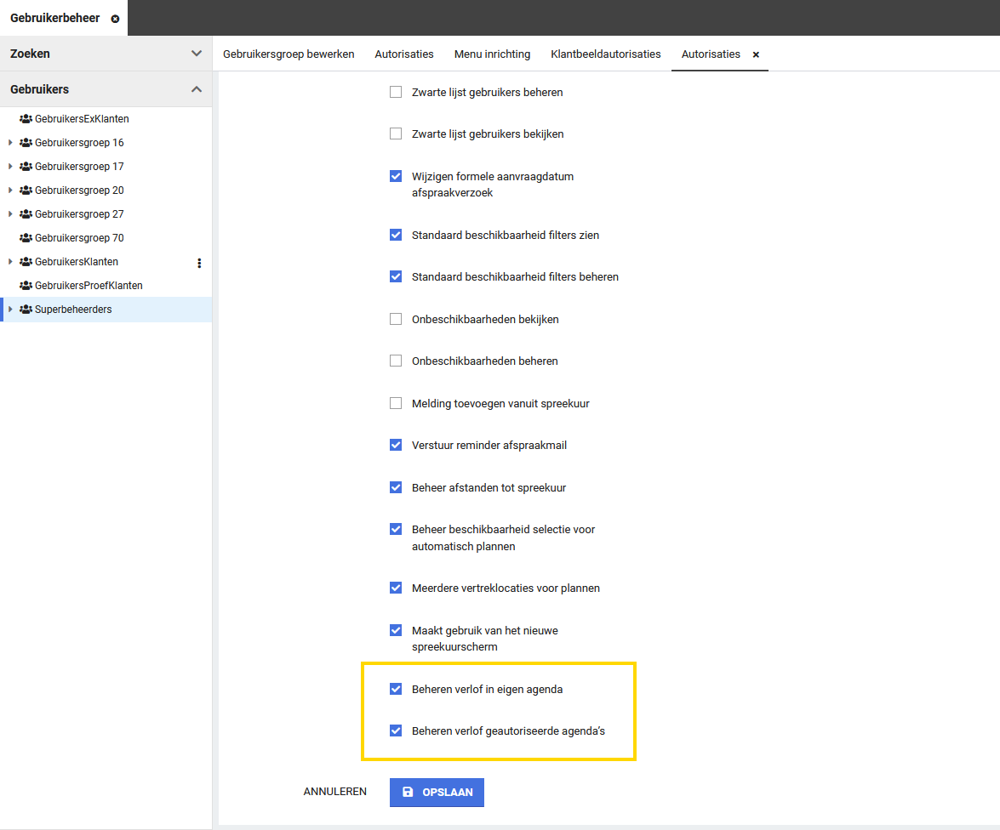 Gebruikerbeheer
Zoeken
Gebruikers
GebruikersExKlanten
Gebruikersgroep 16
Gebruikersgroep 17
Gebruikersgroep 20
Gebruikersgroep 27
Gebruikersgroep 70
GebruikersKlanten
GebruikersProefKlanten
Superbeheerders
Gebruikersgroep bewerken Autorisaties Menu inrichting Klantbeeldautorisaties Autorisaties
Zwarte lijst gebruikers beheren
Zwarte lijst gebruikers bekijken
Wijzigen formele aanvraagdatum
afspraakverzoek
Standaard beschikbaarheid filters zien
Standaard beschikbaarheid filters beheren
Onbeschikbaarheden bekijken
Onbeschikbaarheden beheren
Melding toevoegen vanuit spreekuur
Verstuur reminder afspraakmail
Beheer afstanden tot spreekuur
Beheer beschikbaarheid selectie voor
automatisch plannen
Meerdere vertreklocaties voor plannen
Maakt gebruik van het nieuwe
spreekuurscherm
Beheren verlof in eigen agenda
Beheren verlof geautoriseerde agenda's
ANNULEREN OPSLAAN